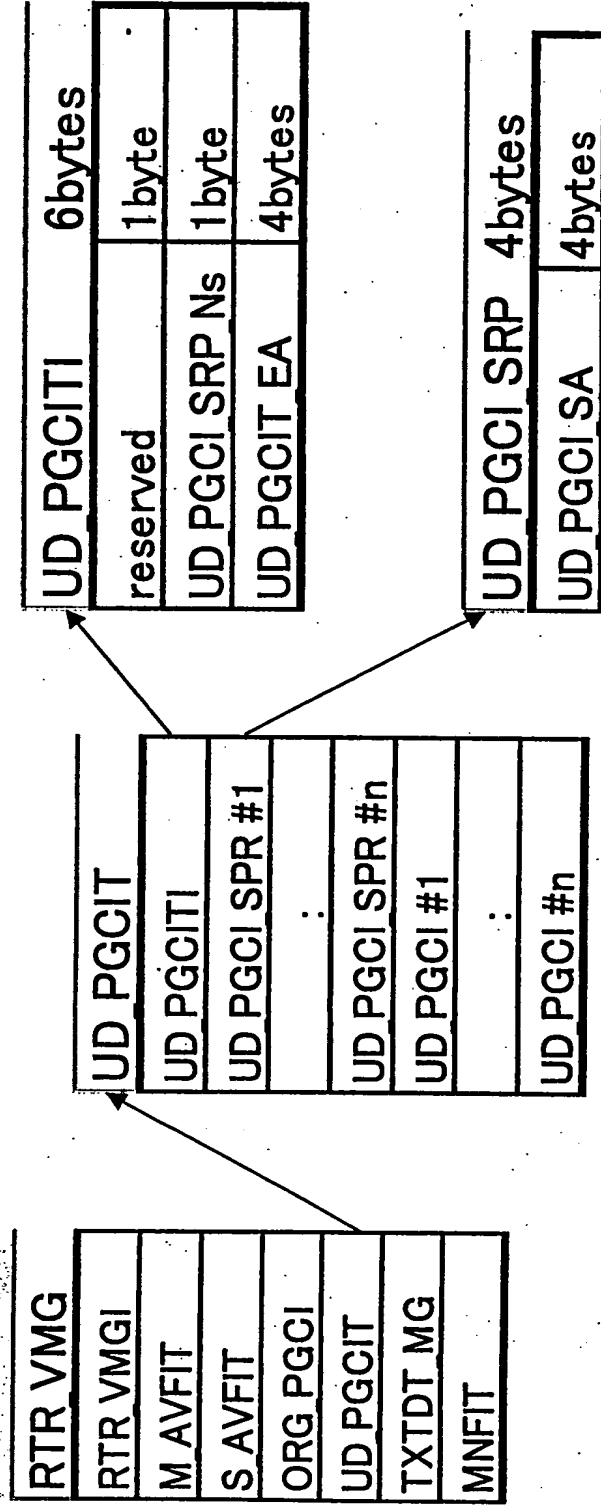 RTR VMG
RTR VMGI
M AVFIT
S AVFIT
ORG PGCI
UD PGCIT
TXTDT MG
MNFIT
UD PGCIT
UD PGCITI
UD PGCI SPR #1
:
UD PGCI SPR #n
UD PGCI #1
:
UD PGCI #n
UD PGCITI 6bytes
reserved 1byte
UD PGCI SRP Ns 1byte
UD PGCIT EA 4bytes
UD PGCI SRP 4bytes
UD PGCI SA 4bytes